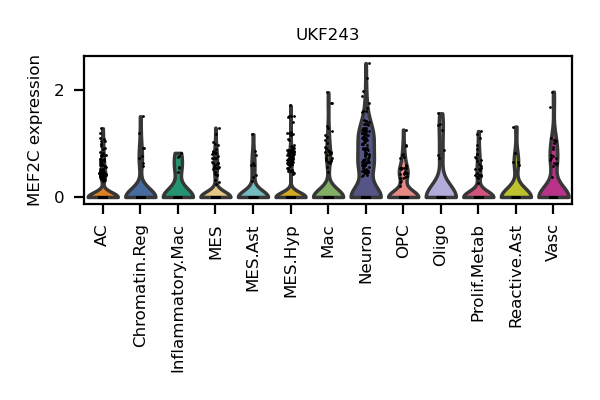 UKF243
MEF2C expression
2
0
AC
Chromatin.Reg
Inflammatory.Mac
MES
MES.Ast
MES.Hyp
Mac
Neuron
OPC
Oligo
Prolif.Metab
Reactive.Ast
Vasc